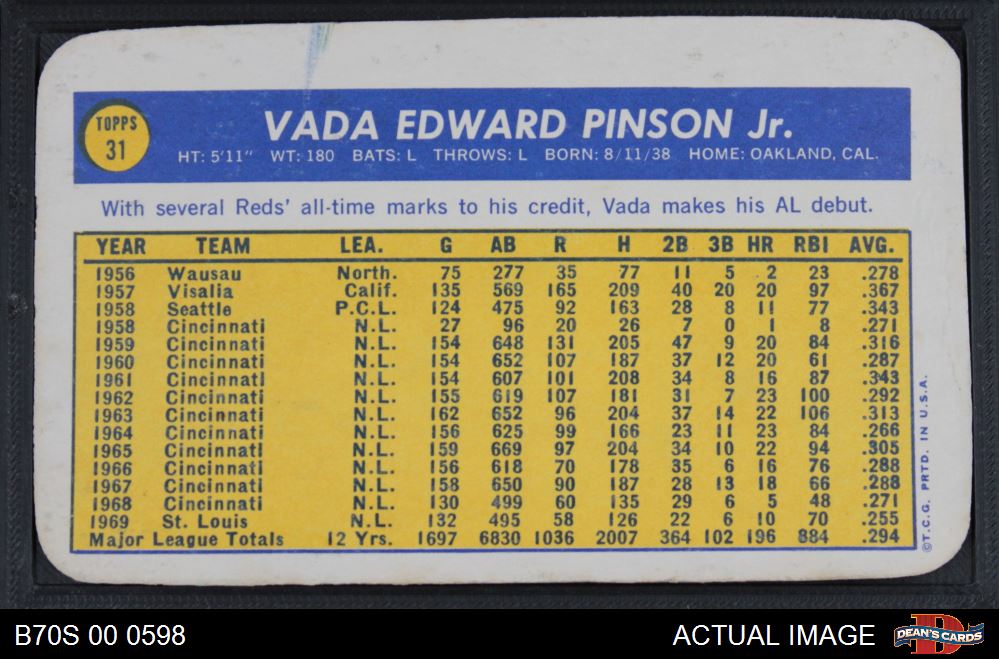 TOPPS
31
VADA EDWARD PINSON Jr.
HT: 5'11" WT: 180 BATS: L THROWS: L BORN: 8/11/38 HOME: OAKLAND, CAL.
With several Reds' all-time marks to his credit, Vada makes his AL debut.
YEAR TEAM LEA. G AB R H 2B 3B HR RBI AVG.
1956 Wausau North. 75 277 35 77 11 5 2 23 .278
1957 Visalia Calif. 135 569 165 209 40 20 20 97 .367
1958 Seattle P.C.L. 124 475 92 163 28 8 11 77 .343
1958 Cincinnati N.L. 27 96 20 26 7 0 1 8 .271
1959 Cincinnati N.L. 154 648 131 205 47 9 20 84 .316
1960 Cincinnati N.L. 154 652 107 187 37 12 20 61 .287
1961 Cincinnati N.L. 154 607 101 208 34 8 16 87 .343
1962 Cincinnati N.L. 155 619 107 181 31 7 23 100 .292
1963 Cincinnati N.L. 162 652 96 204 37 14 22 106 .313
1964 Cincinnati N.L. 156 625 99 166 23 11 23 84 .266
1965 Cincinnati N.L. 159 669 97 204 34 10 22 94 .305
1966 Cincinnati N.L. 156 618 70 178 35 6 16 76 .288
1967 Cincinnati N.L. 158 650 90 187 28 13 18 66 .288
1968 Cincinnati N.L. 130 499 60 135 29 6 5 48 .271
1969 St. Louis N.L. 132 495 58 126 22 6 10 70 .255
Major League Totals 12 Yrs. 1697 6830 1036 2007 364 102 196 884 .294
©T.C.G. PRTD. IN U.S.A.
B70S 00 0598 ACTUAL IMAGE
D
DEAN'S CARDS